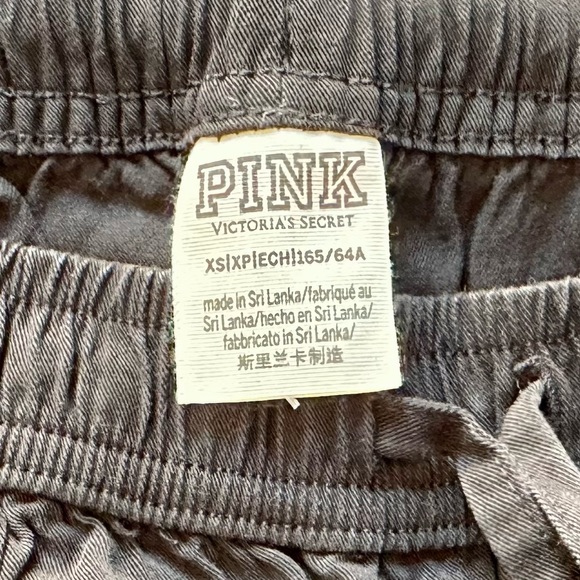 PINK
VICTORIA'S SECRET
XS|XP|ECH|165/64A
made in Sri Lanka/fabriqué au
Sri Lanka/hecho en Sri Lanka/
fabbricato in Sri Lanka/
斯里兰卡制造